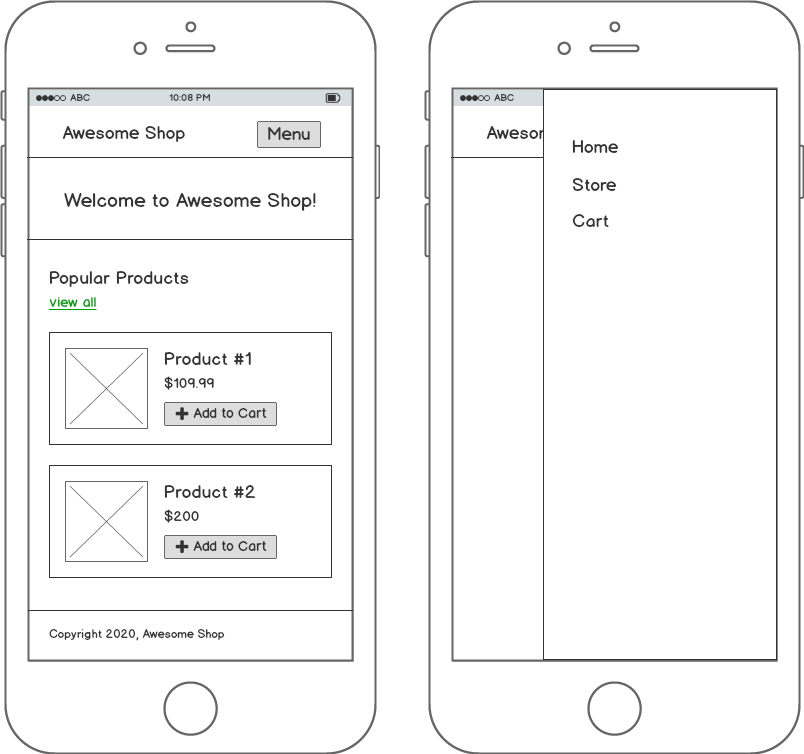 ABC 10:08 PM
Awesome Shop Menu
Welcome to Awesome Shop!
Popular Products
view all
Product #1
$109.99
Add to Cart
Product #2
$200
Add to Cart
Copyright 2020, Awesome Shop
ABC
Awesor
Home
Store
Cart